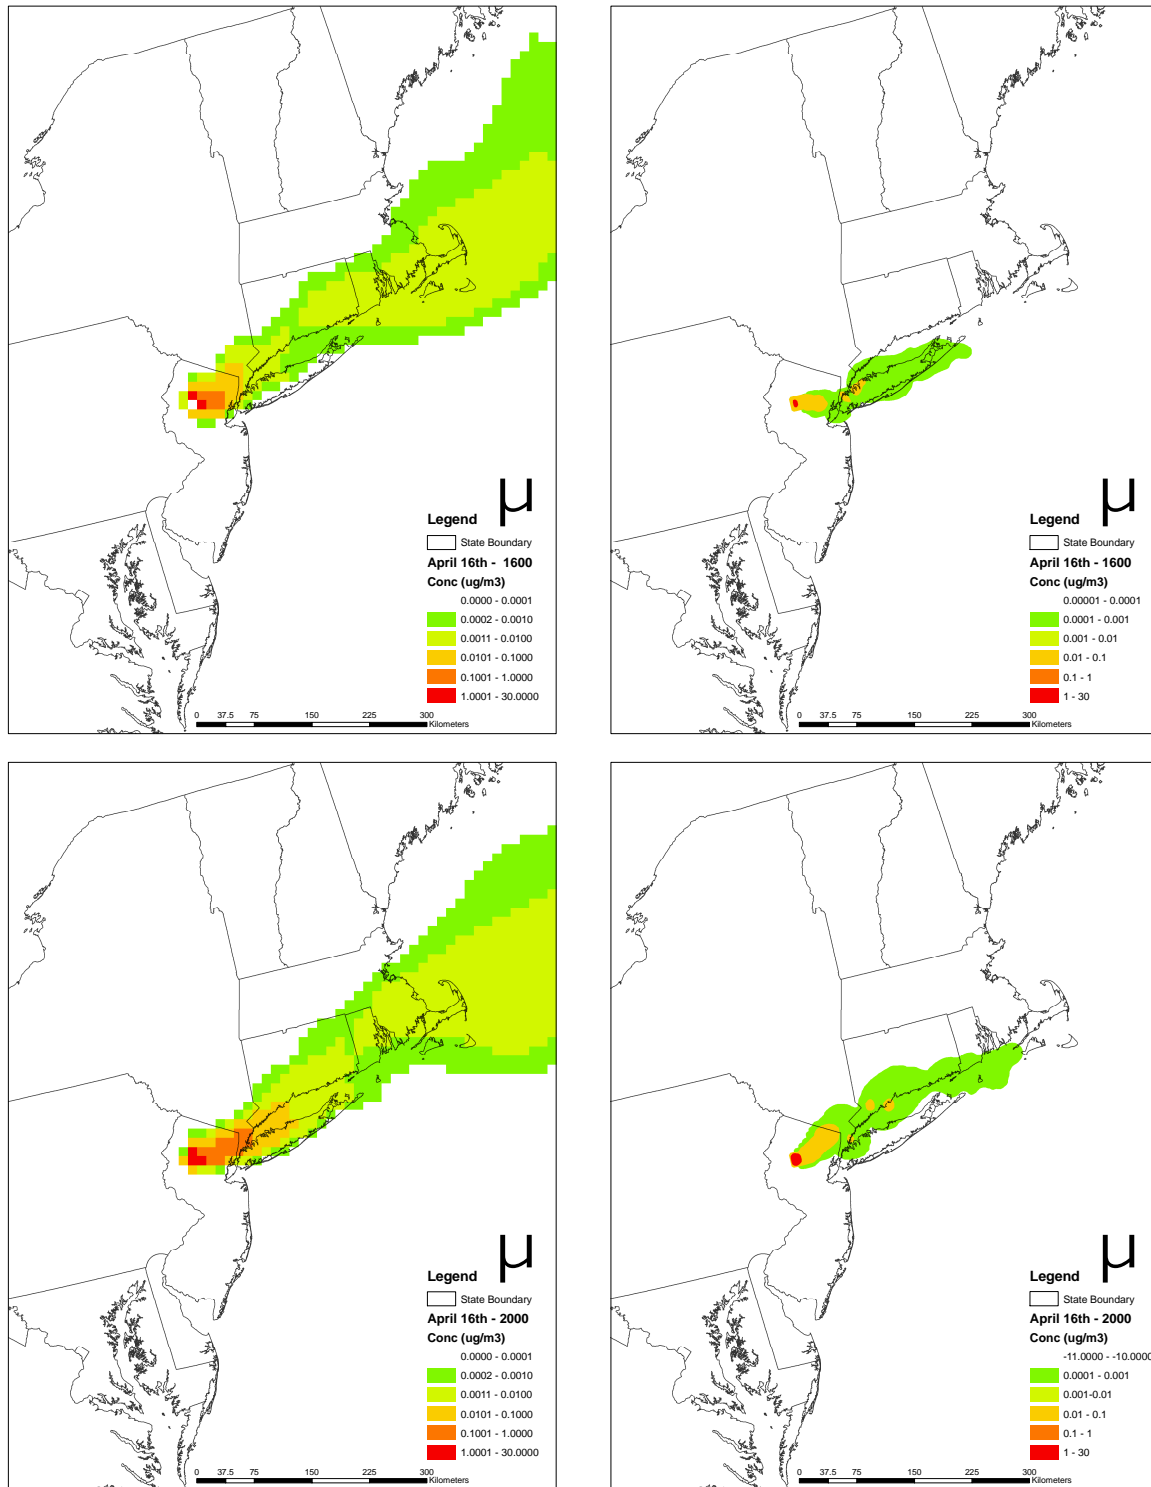 µ
Legend
State Boundary
April 16th - 1600
Conc (ug/m3)
0.0000 - 0.0001
0.0002 - 0.0010
0.0011 - 0.0100
0.0101 - 0.1000
0.1001 - 1.0000
1.0001 - 30.0000
0 37.5 75 150 225 300
Kilometers
µ
Legend
State Boundary
April 16th - 1600
Conc (ug/m3)
0.00001 - 0.0001
0.0001 - 0.001
0.001 - 0.01
0.01 - 0.1
0.1 - 1
1 - 30
0 37.5 75 150 225 300
Kilometers
µ
Legend
State Boundary
April 16th - 2000
Conc (ug/m3)
0.0000 - 0.0001
0.0002 - 0.0010
0.0011 - 0.0100
0.0101 - 0.1000
0.1001 - 1.0000
1.0001 - 30.0000
0 37.5 75 150 225 300
Kilometers
µ
Legend
State Boundary
April 16th - 2000
Conc (ug/m3)
-11.0000 - -10.0000
0.0001 - 0.001
0.001-0.01
0.01 - 0.1
0.1 - 1
1 - 30
0 37.5 75 150 225 300
Kilometers